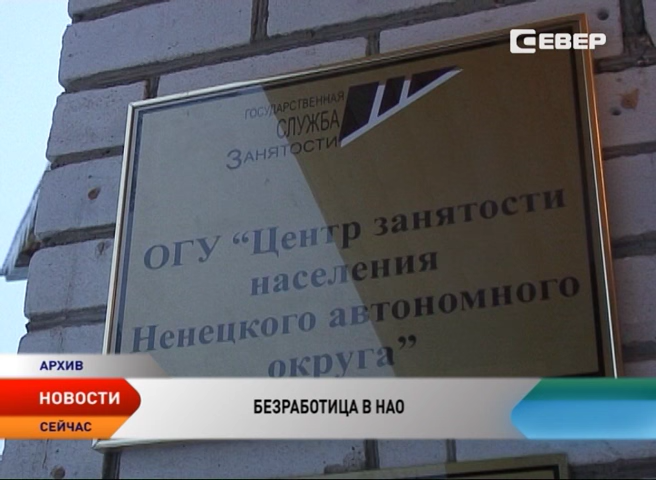 СЕВЕР
ГОСУДАРСТВЕННАЯ
СЛУЖБА
ЗАНЯТОСТИ
ОГУ “Центр занятости
населения
Ненецкого автономного
округа”
АРХИВ
НОВОСТИ
СЕЙЧАС
БЕЗРАБОТИЦА В НАО